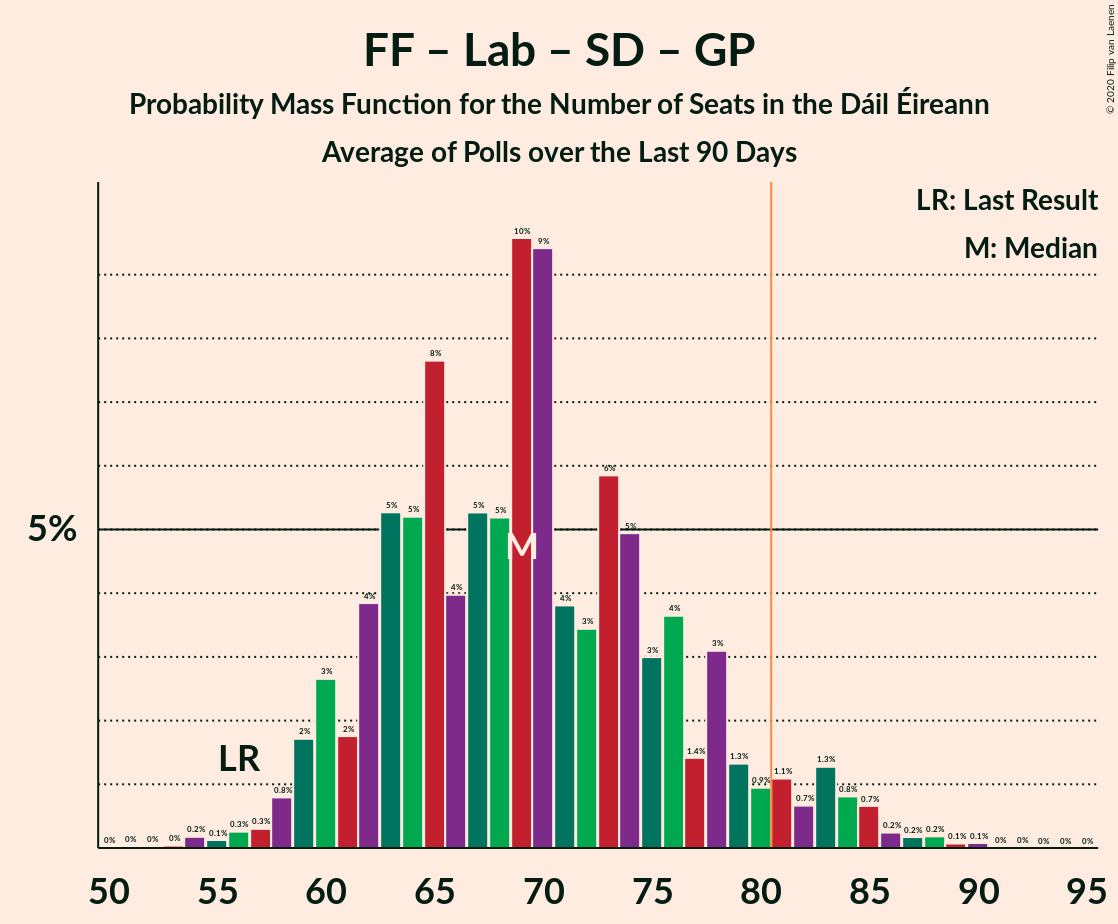 FF – Lab – SD – GP
Probability Mass Function for the Number of Seats in the Dáil Éireann
Average of Polls over the Last 90 Days
© 2020 Filip van Laenen
LR: Last Result
M: Median
5%
LR
M
0% 0% 0% 0% 0.2% 0.1% 0.3% 0.3% 0.8% 2% 3% 2% 4% 5% 5% 8% 4% 5% 5% 10% 9% 4% 3% 6% 5% 3% 4% 1.4% 3% 1.3% 0.9% 1.1% 0.7% 1.3% 0.8% 0.7% 0.2% 0.2% 0.2% 0.1% 0.1% 0% 0% 0% 0% 0%
50 55 60 65 70 75 80 85 90 95